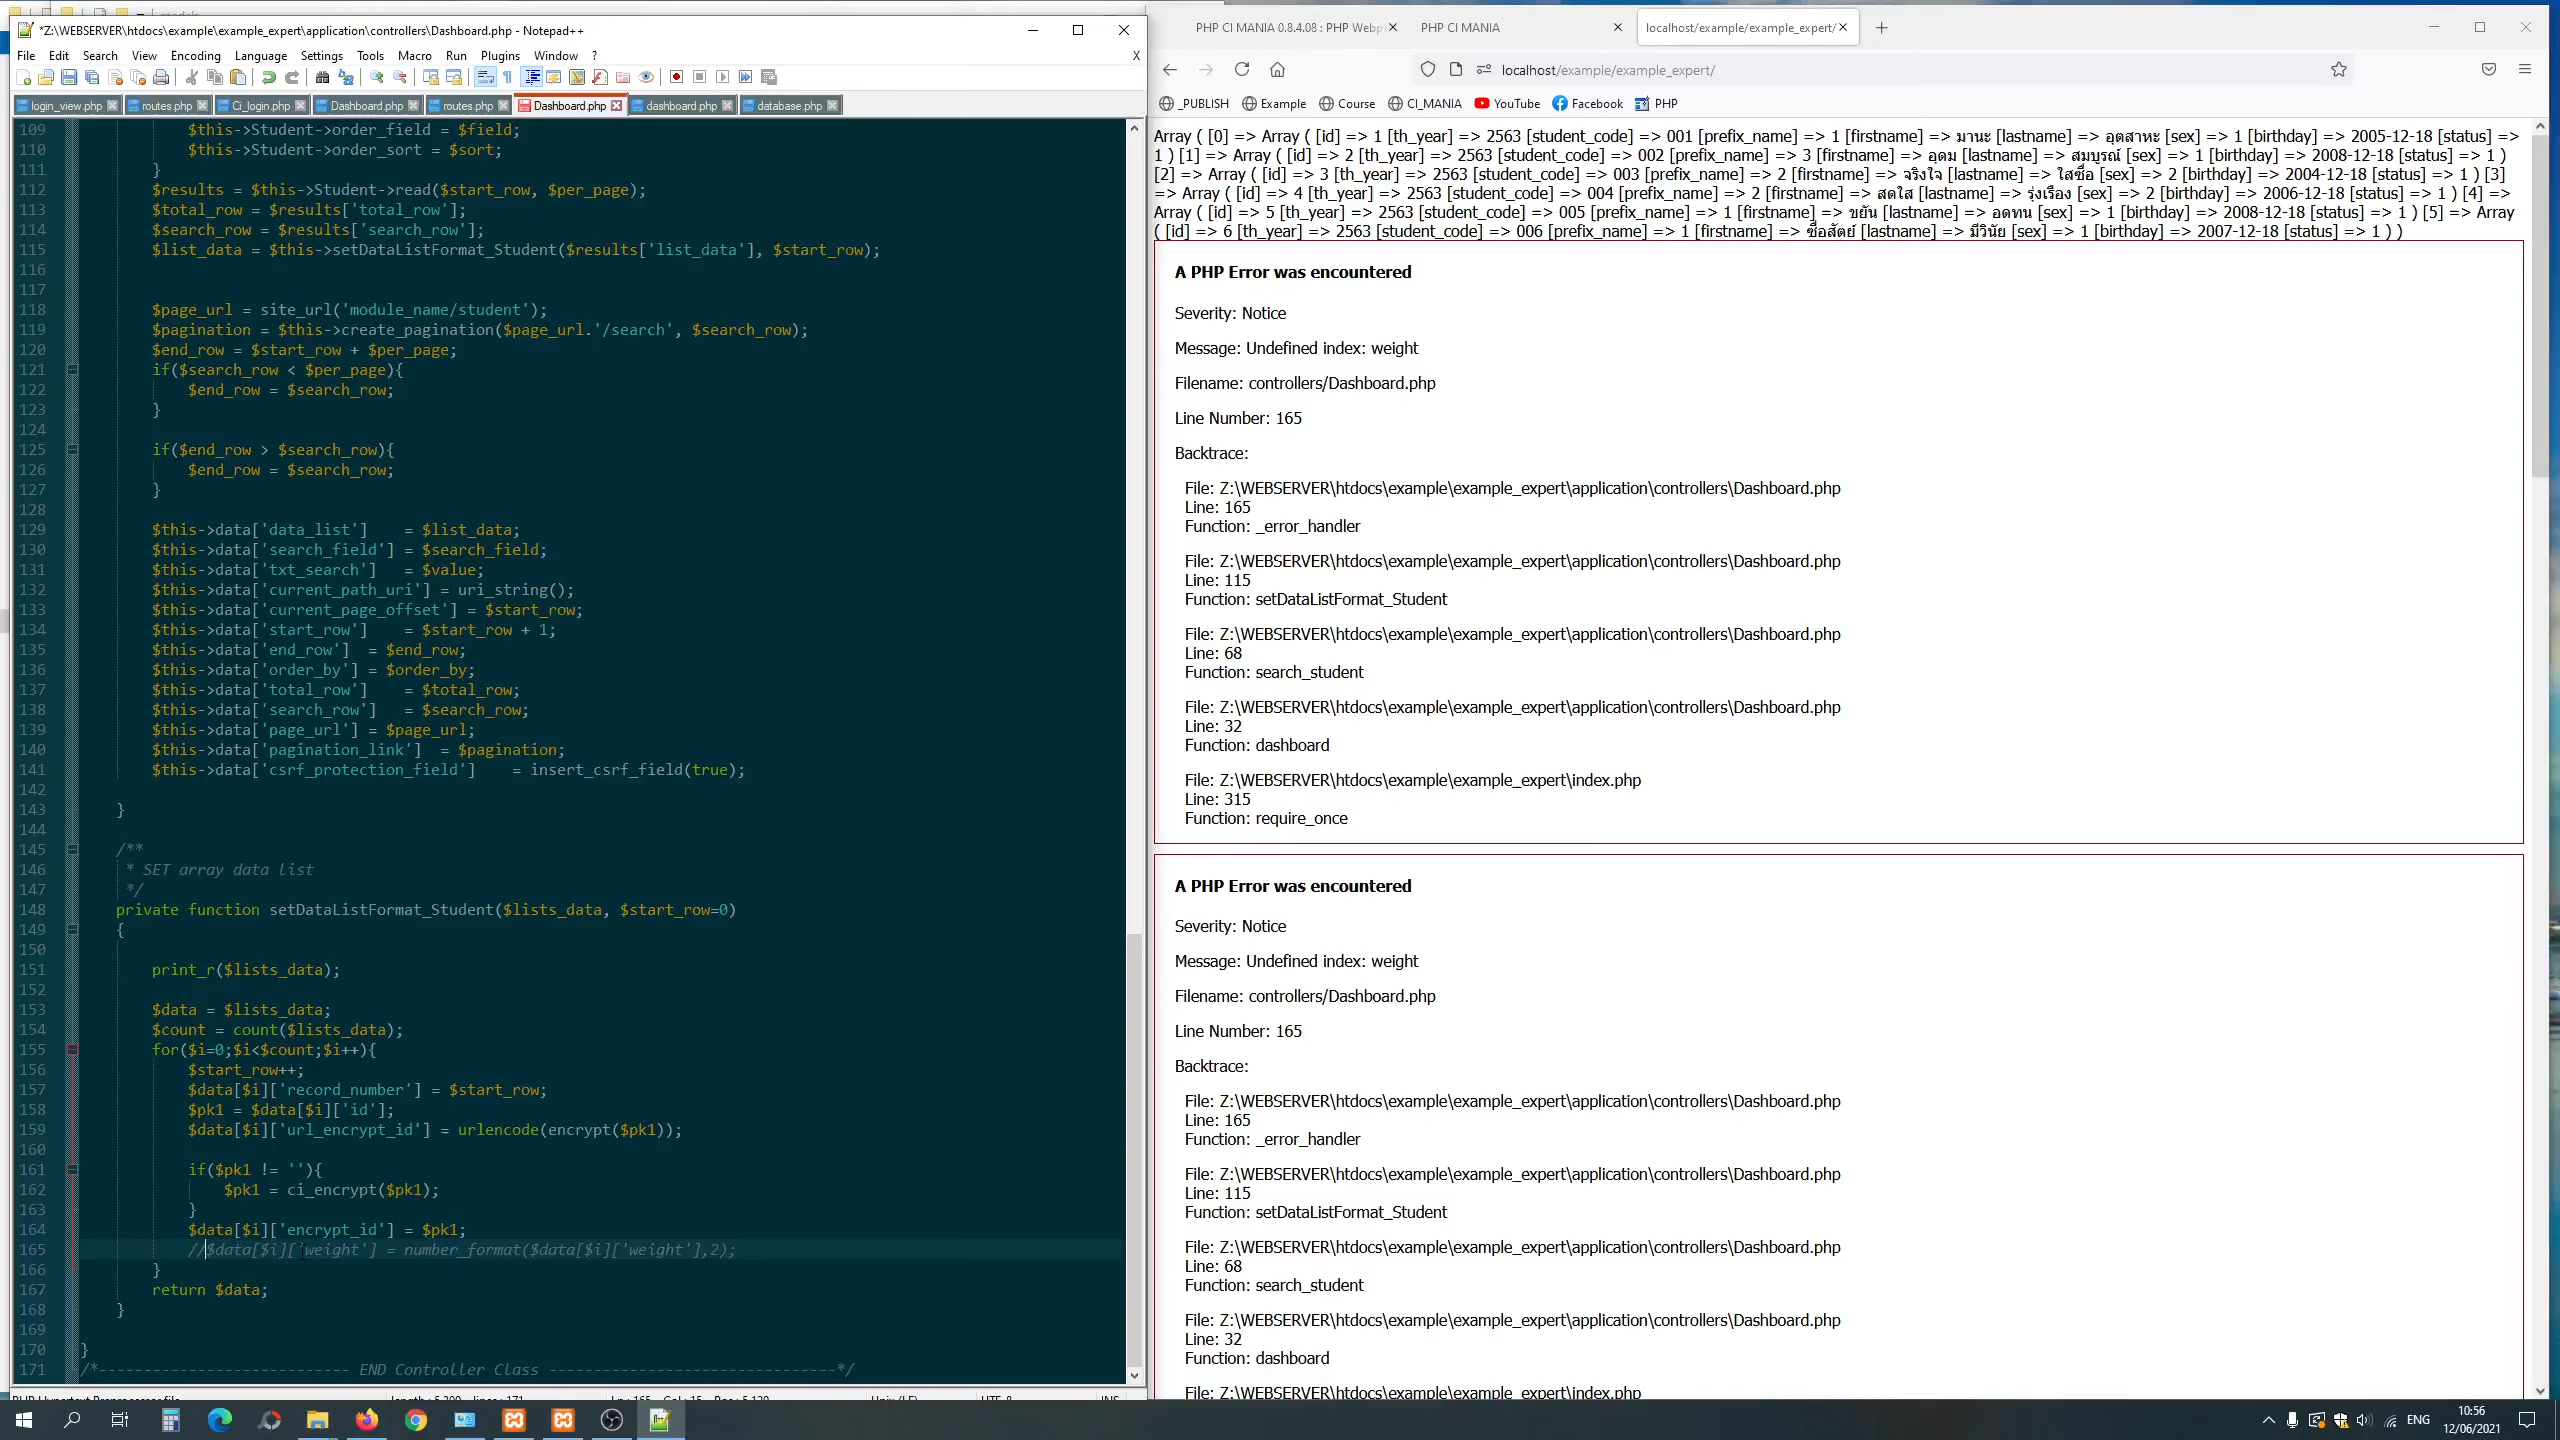 *Z:\WEBSERVER\htdocs\example\example_expert\application\controllers\Dashboard.php - Notepad++
File Edit Search View Encoding Language Settings Tools Macro Run Plugins Window ? X
login_view.php routes.php Ci_login.php Dashboard.php routes.php Dashboard.php dashboard.php database.php
109 $this->Student->order_field = $field;
110 $this->Student->order_sort = $sort;
111 }
112 $results = $this->Student->read($start_row, $per_page);
113 $total_row = $results['total_row'];
114 $search_row = $results['search_row'];
115 $list_data = $this->setDataListFormat_Student($results['list_data'], $start_row);
116
117
118 $page_url = site_url('module_name/student');
119 $pagination = $this->create_pagination($page_url.'/search', $search_row);
120 $end_row = $start_row + $per_page;
121 if($search_row < $per_page){
122 $end_row = $search_row;
123 }
124
125 if($end_row > $search_row){
126 $end_row = $search_row;
127 }
128
129 $this->data['data_list'] = $list_data;
130 $this->data['search_field'] = $search_field;
131 $this->data['txt_search'] = $value;
132 $this->data['current_path_uri'] = uri_string();
133 $this->data['current_page_offset'] = $start_row;
134 $this->data['start_row'] = $start_row + 1;
135 $this->data['end_row'] = $end_row;
136 $this->data['order_by'] = $order_by;
137 $this->data['total_row'] = $total_row;
138 $this->data['search_row'] = $search_row;
139 $this->data['page_url'] = $page_url;
140 $this->data['pagination_link'] = $pagination;
141 $this->data['csrf_protection_field'] = insert_csrf_field(true);
142
143 }
144
145 /**
146 * SET array data list
147 */
148 private function setDataListFormat_Student($lists_data, $start_row=0)
149 {
150
151 print_r($lists_data);
152
153 $data = $lists_data;
154 $count = count($lists_data);
155 for($i=0;$i<$count;$i++){
156 $start_row++;
157 $data[$i]['record_number'] = $start_row;
158 $pk1 = $data[$i]['id'];
159 $data[$i]['url_encrypt_id'] = urlencode(encrypt($pk1));
160
161 if($pk1 != ''){
162 $pk1 = ci_encrypt($pk1);
163 }
164 $data[$i]['encrypt_id'] = $pk1;
165 //$data[$i]['weight'] = number_format($data[$i]['weight'],2);
166 }
167 return $data;
168 }
169
170 }
171 /*---------------------------- END Controller Class --------------------------------*/
PHP CI MANIA 0.8.4.08 : PHP Webp PHP CI MANIA localhost/example/example_expert/
localhost/example/example_expert/
_PUBLISH Example Course CI_MANIA YouTube Facebook PHP
Array ( [0] => Array ( [id] => 1 [th_year] => 2563 [student_code] => 001 [prefix_name] => 1 [firstname] => มานะ [lastname] => อุตสาหะ [sex] => 1 [birthday] => 2005-12-18 [status] =>
1 ) [1] => Array ( [id] => 2 [th_year] => 2563 [student_code] => 002 [prefix_name] => 3 [firstname] => อุดม [lastname] => สมบูรณ์ [sex] => 1 [birthday] => 2008-12-18 [status] => 1 )
[2] => Array ( [id] => 3 [th_year] => 2563 [student_code] => 003 [prefix_name] => 2 [firstname] => จริงใจ [lastname] => ใสซื่อ [sex] => 2 [birthday] => 2004-12-18 [status] => 1 ) [3]
=> Array ( [id] => 4 [th_year] => 2563 [student_code] => 004 [prefix_name] => 2 [firstname] => สดใส [lastname] => รุ่งเรือง [sex] => 2 [birthday] => 2006-12-18 [status] => 1 ) [4] =>
Array ( [id] => 5 [th_year] => 2563 [student_code] => 005 [prefix_name] => 1 [firstname] => ขยัน [lastname] => อดทน [sex] => 1 [birthday] => 2008-12-18 [status] => 1 ) [5] => Array
( [id] => 6 [th_year] => 2563 [student_code] => 006 [prefix_name] => 1 [firstname] => ซื่อสัตย์ [lastname] => มีวินัย [sex] => 1 [birthday] => 2007-12-18 [status] => 1 ) )
A PHP Error was encountered
Severity: Notice
Message: Undefined index: weight
Filename: controllers/Dashboard.php
Line Number: 165
Backtrace:
File: Z:\WEBSERVER\htdocs\example\example_expert\application\controllers\Dashboard.php
Line: 165
Function: _error_handler
File: Z:\WEBSERVER\htdocs\example\example_expert\application\controllers\Dashboard.php
Line: 115
Function: setDataListFormat_Student
File: Z:\WEBSERVER\htdocs\example\example_expert\application\controllers\Dashboard.php
Line: 68
Function: search_student
File: Z:\WEBSERVER\htdocs\example\example_expert\application\controllers\Dashboard.php
Line: 32
Function: dashboard
File: Z:\WEBSERVER\htdocs\example\example_expert\index.php
Line: 315
Function: require_once
A PHP Error was encountered
Severity: Notice
Message: Undefined index: weight
Filename: controllers/Dashboard.php
Line Number: 165
Backtrace:
File: Z:\WEBSERVER\htdocs\example\example_expert\application\controllers\Dashboard.php
Line: 165
Function: _error_handler
File: Z:\WEBSERVER\htdocs\example\example_expert\application\controllers\Dashboard.php
Line: 115
Function: setDataListFormat_Student
File: Z:\WEBSERVER\htdocs\example\example_expert\application\controllers\Dashboard.php
Line: 68
Function: search_student
File: Z:\WEBSERVER\htdocs\example\example_expert\application\controllers\Dashboard.php
Line: 32
Function: dashboard
File: Z:\WEBSERVER\htdocs\example\example_expert\index.php
ENG
10:56
12/06/2021